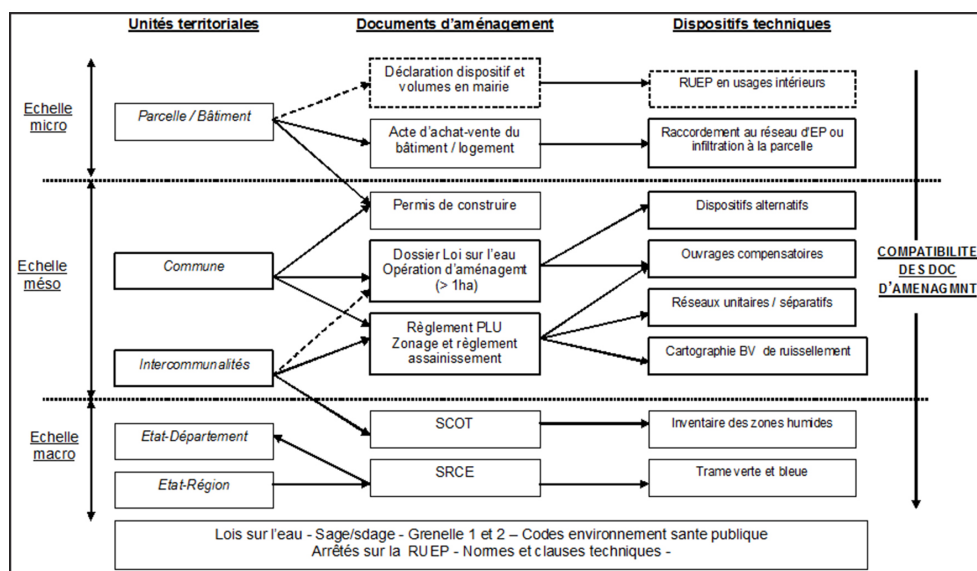 Unités territoriales
Documents d'aménagement
Dispositifs techniques
Echelle
micro
Parcelle / Bâtiment
Déclaration dispositif et
volumes en mairie
RUEP en usages intérieurs
Acte d'achat-vente du
bâtiment / logement
Raccordement au réseau d'EP ou
infiltration à la parcelle
Echelle
méso
Commune
Intercommunalités
Permis de construire
Dossier Loi sur l'eau
Opération d'aménagemt
(> 1ha)
Règlement PLU
Zonage et règlement
assainissement
Dispositifs alternatifs
Ouvrages compensatoires
Réseaux unitaires / séparatifs
Cartographie BV de ruissellement
COMPATIBILITE
DES DOC
D'AMENAGMNT
Echelle
macro
Etat-Département
Etat-Région
SCOT
SRCE
Inventaire des zones humides
Trame verte et bleue
Lois sur l'eau - Sage/sdage - Grenelle 1 et 2 – Codes environnement sante publique
Arrêtés sur la RUEP - Normes et clauses techniques -